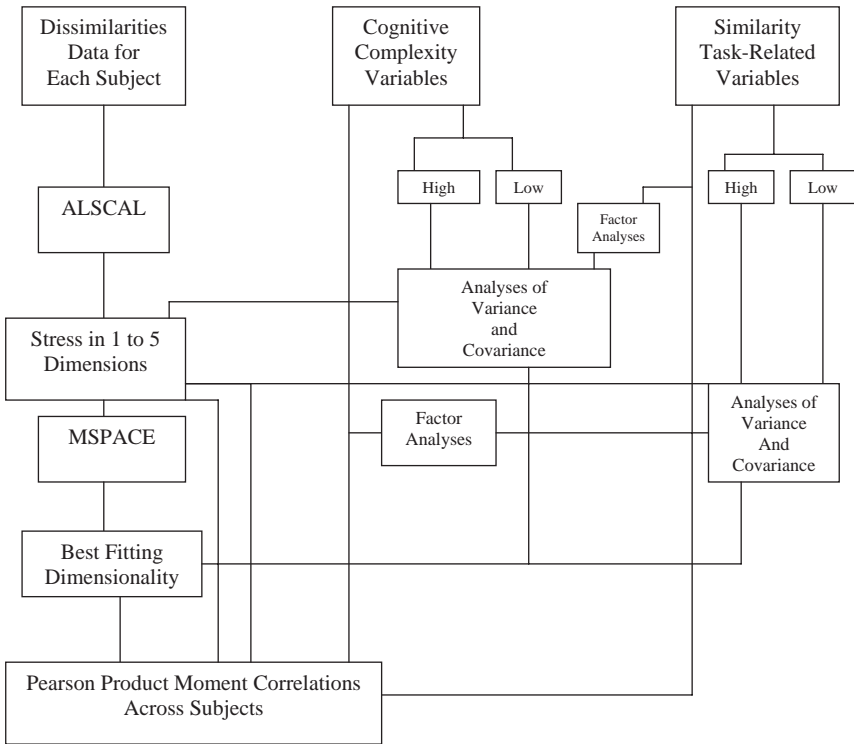 Dissimilarities
Data for
Each Subject
Cognitive
Complexity
Variables
Similarity
Task-Related
Variables
High
Low
High
Low
ALSCAL
Factor
Analyses
Analyses of
Variance
and
Covariance
Stress in 1 to 5
Dimensions
MSPACE
Factor
Analyses
Analyses of
Variance
And
Covariance
Best Fitting
Dimensionality
Pearson Product Moment Correlations
Across Subjects